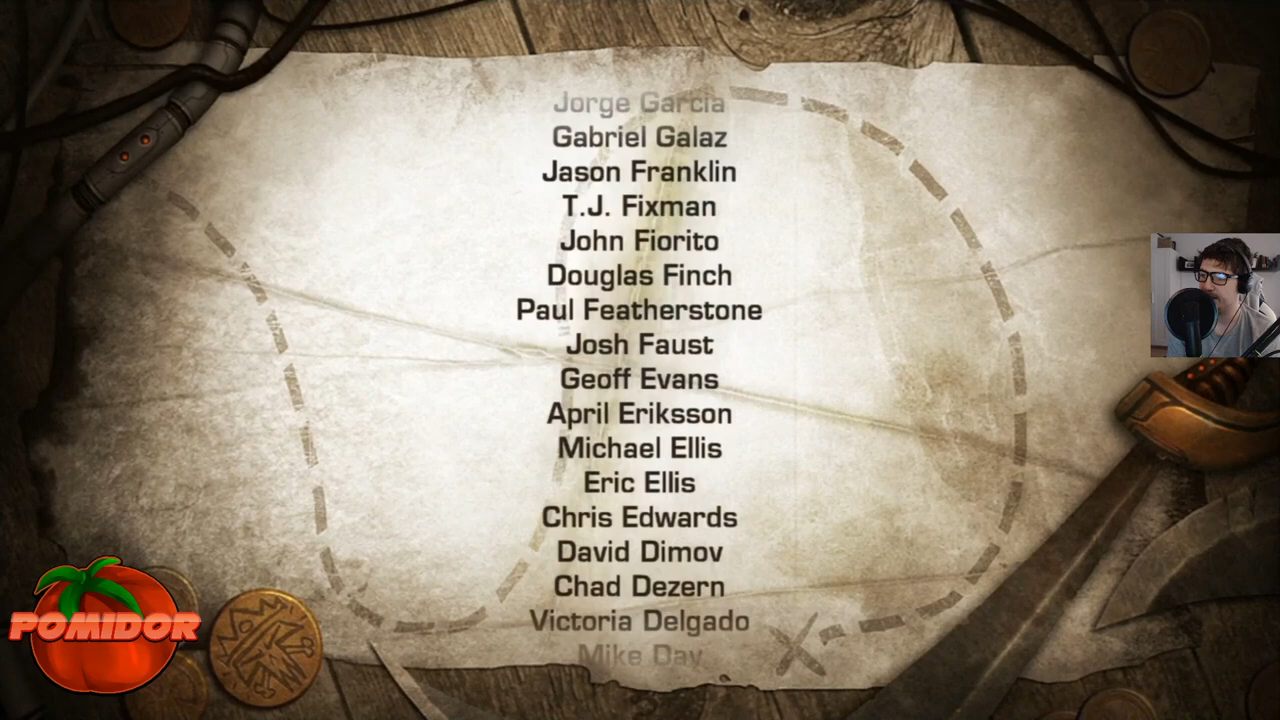 Jorge Garcia
Gabriel Galaz
Jason Franklin
T.J. Fixman
John Fiorito
Douglas Finch
Paul Featherstone
Josh Faust
Geoff Evans
April Eriksson
Michael Ellis
Eric Ellis
Chris Edwards
David Dimov
Chad Dezern
Victoria Delgado
Mike Day
POMIDOR